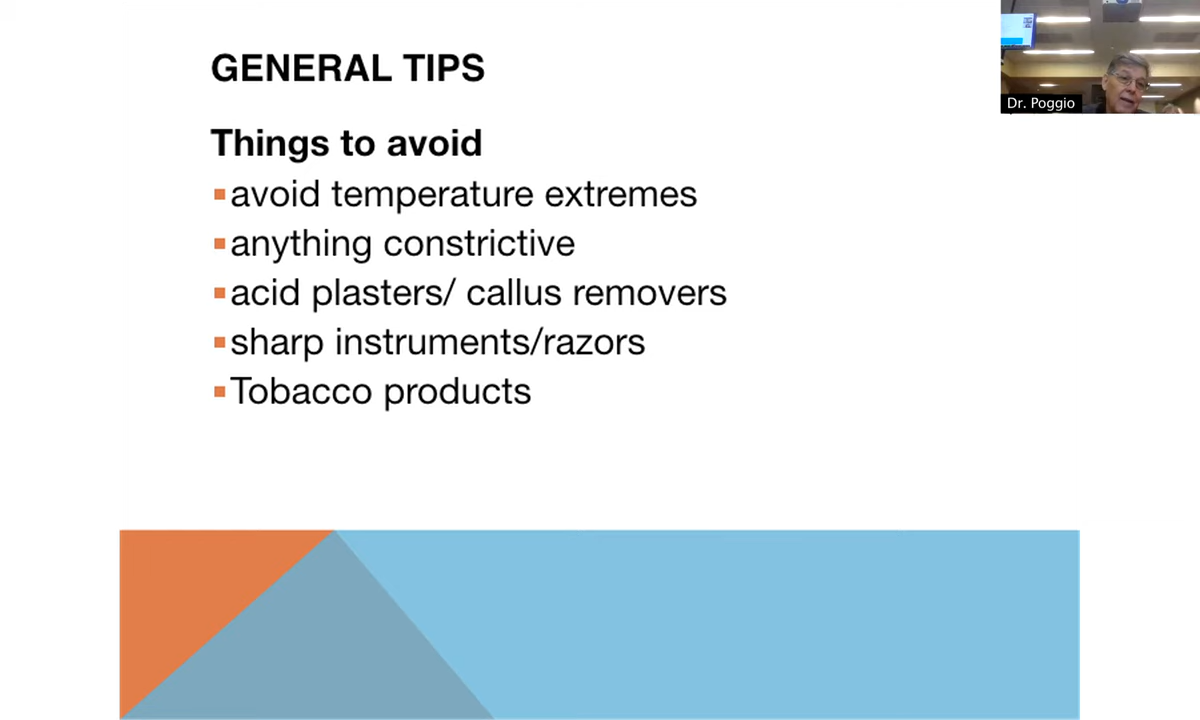 GENERAL TIPS
Things to avoid
avoid temperature extremes
anything constrictive
acid plasters/ callus removers
sharp instruments/razors
Tobacco products
Dr. Poggio